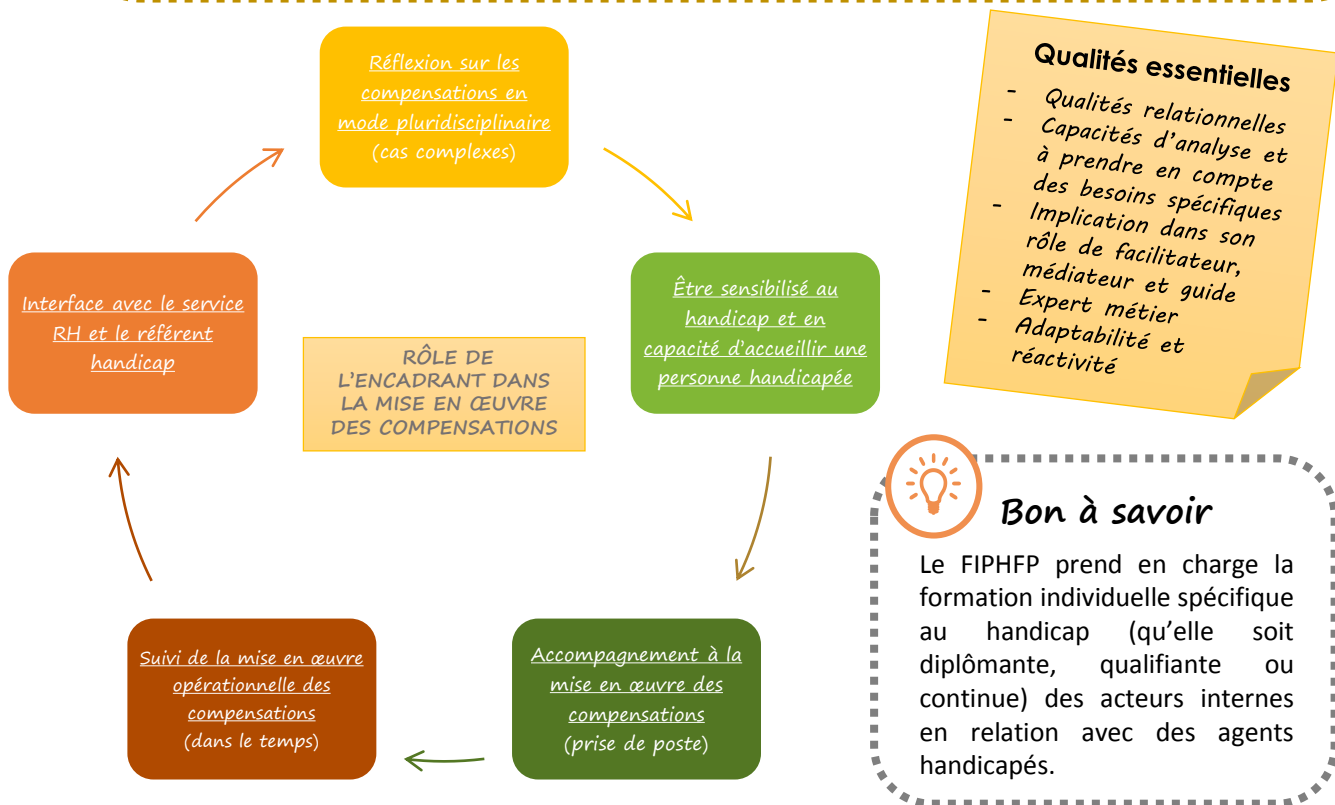 Réflexion sur les
compensations en
mode pluridisciplinaire
(cas complexes)
Être sensibilisé au
handicap et en
capacité d'accueillir une
personne handicapée
Accompagnement à la
mise en œuvre des
compensations
(prise de poste)
Suivi de la mise en œuvre
opérationnelle des
compensations
(dans le temps)
Interface avec le service
RH et le référent
handicap
RÔLE DE
L'ENCADRANT DANS
LA MISE EN ŒUVRE
DES COMPENSATIONS
Qualités essentielles
- Qualités relationnelles
- Capacités d'analyse et
à prendre en compte
des besoins spécifiques
- Implication dans son
rôle de facilitateur,
médiateur et guide
- Expert métier
- Adaptabilité et
réactivité
Bon à savoir
Le FIPHFP prend en charge la
formation individuelle spécifique
au handicap (qu'elle soit
diplômante, qualifiante ou
continue) des acteurs internes
en relation avec des agents
handicapés.